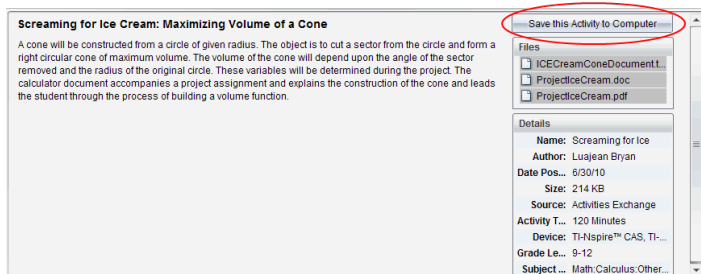 Screaming for Ice Cream: Maximizing Volume of a Cone
A cone will be constructed from a circle of given radius. The object is to cut a sector from the circle and form a
right circular cone of maximum volume. The volume of the cone will depend upon the angle of the sector
removed and the radius of the original circle. These variables will be determined during the project. The
calculator document accompanies a project assignment and explains the construction of the cone and leads
the student through the process of building a volume function.
Save this Activity to Computer
Files
ICECreamConeDocument.t...
ProjectIceCream.doc
ProjectIceCream.pdf
Details
Name: Screaming for Ice
Author: Luajean Bryan
Date Pos... 6/30/10
Size: 214 KB
Source: Activities Exchange
Activity T... 120 Minutes
Device: TI-Nspire™ CAS, TI-...
Grade Le... 9-12
Subject ... Math:Calculus:Other...